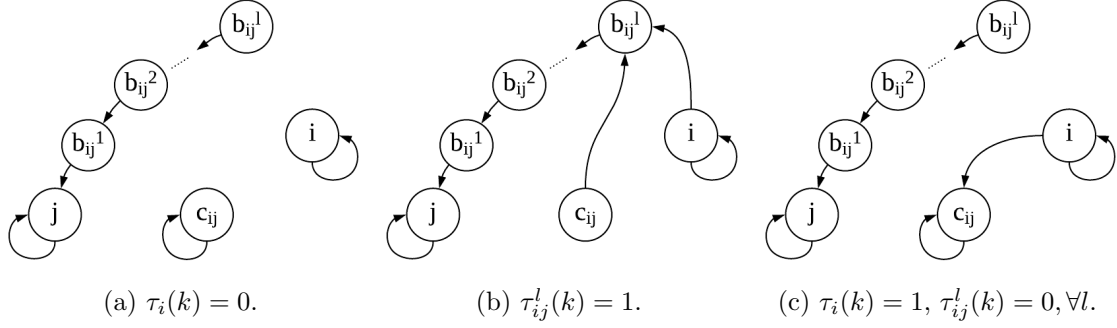 b_ij^l
b_ij^2
b_ij^1
i
j
c_ij
(a) τ_i(k) = 0.
b_ij^l
b_ij^2
b_ij^1
i
j
c_ij
(b) τ_ij^l(k) = 1.
b_ij^l
b_ij^2
b_ij^1
i
j
c_ij
(c) τ_i(k) = 1, τ_ij^l(k) = 0, ∀l.